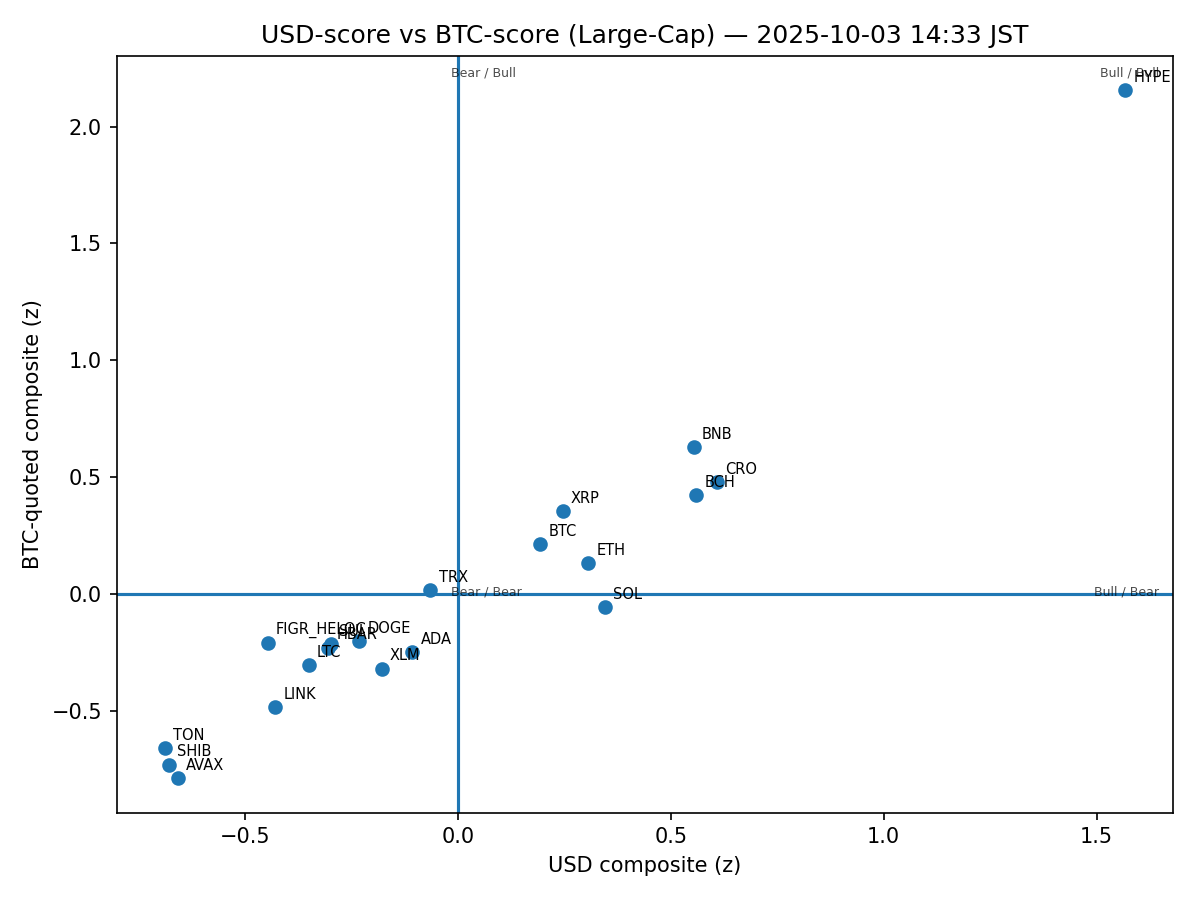 USD-score vs BTC-score (Large-Cap) — 2025-10-03 14:33 JST
Bear / Bull
Bull / Bull
HYPE
2.0
1.5
1.0
BNB
0.5
CRO
BCH
XRP
BTC
ETH
TRX
0.0
Bear / Bear
Bull / Bear
SOL
FIGR_HELOC
DOGE
HBAR
ADA
LTC
XLM
LINK
−0.5
TON
SHIB
AVAX
−0.5
0.0
0.5
1.0
1.5
USD composite (z)
BTC-quoted composite (z)